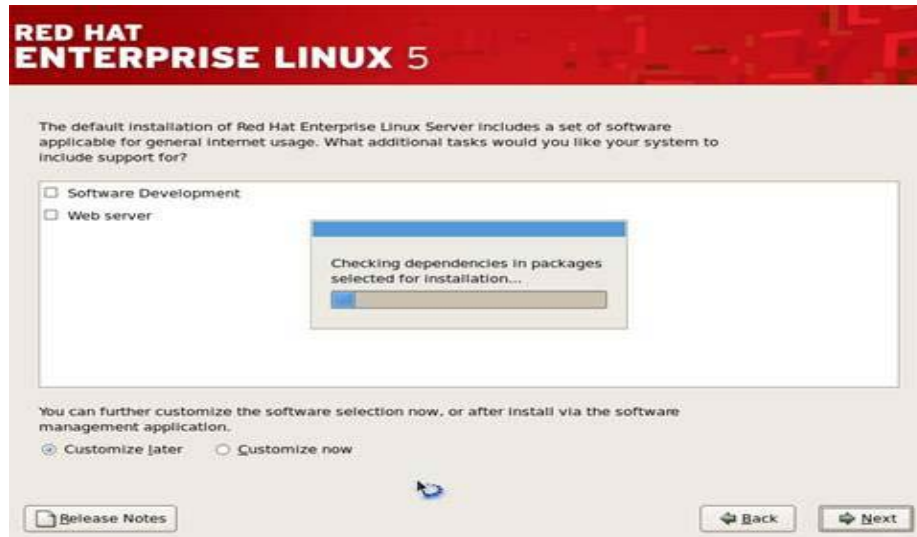 RED HAT
ENTERPRISE LINUX 5
The default installation of Red Hat Enterprise Linux Server includes a set of software
applicable for general internet usage. What additional tasks would you like your system to
include support for?
Software Development
Web server
Checking dependencies in packages
selected for installation...
You can further customize the software selection now, or after install via the software
management application.
Customize later Customize now
Release Notes Back Next